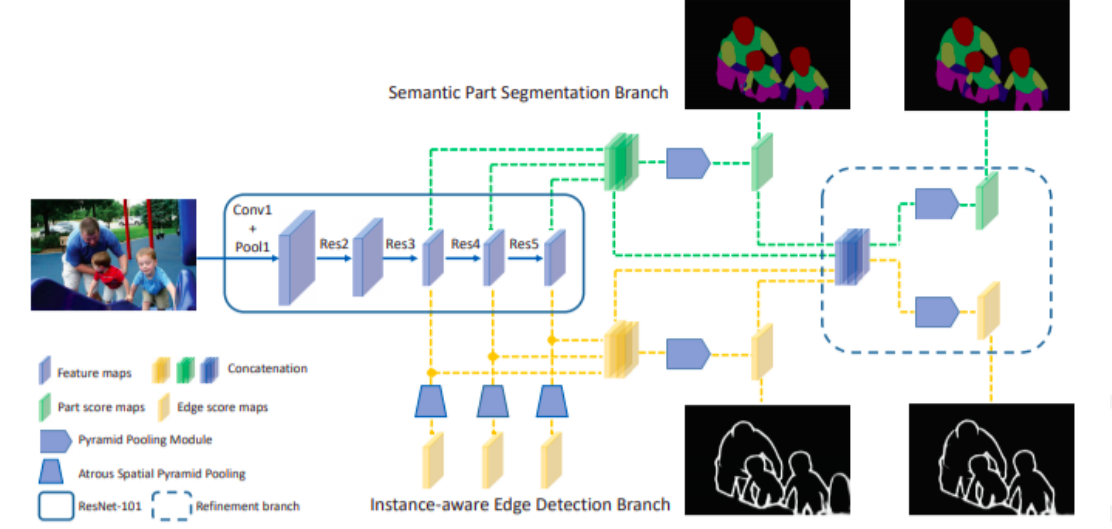 Semantic Part Segmentation Branch
Conv1
+
Pool1
Res2
Res3
Res4
Res5
Feature maps
Concatenation
Part score maps
Edge score maps
Pyramid Pooling Module
Atrous Spatial Pyramid Pooling
ResNet-101
Refinement branch
Instance-aware Edge Detection Branch